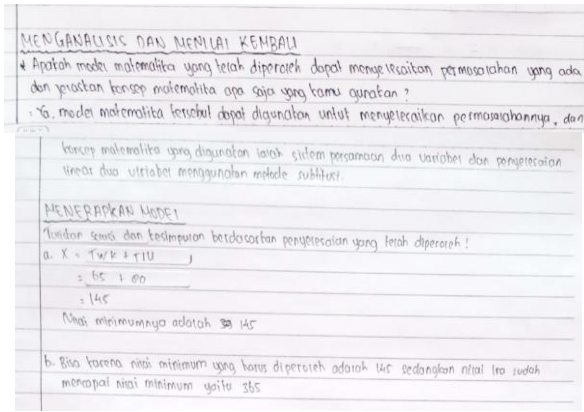 MENGANALISIS DAN MENILAI KEMBALI
* Apakah model matematika yang telah diperoleh dapat menyelesaikan permasalahan yang ada
dan jelaskan konsep matematika apa saja yang kamu gunakan ?
. Ya, model matematika tersebut dapat digunakan untuk menyelesaikan permasalahannya, dan
konsep matematika yang digunakan ialah sistem persamaan dua variabel dan penyelesaian
linear dua variabel menggunakan metode subtitusi.
MENERAPKAN MODEL
dan kesimpulan berdasarkan penyelesaian yang telah diperoleh !
a. X = TWK + TIU
= 65 + 80
= 145
Nilai minimumnya adalah 145
b. Bisa karena nilai minimum yang harus diperoleh adalah 145 sedangkan nilai Ira sudah
mencapai nilai minimum yaitu 365